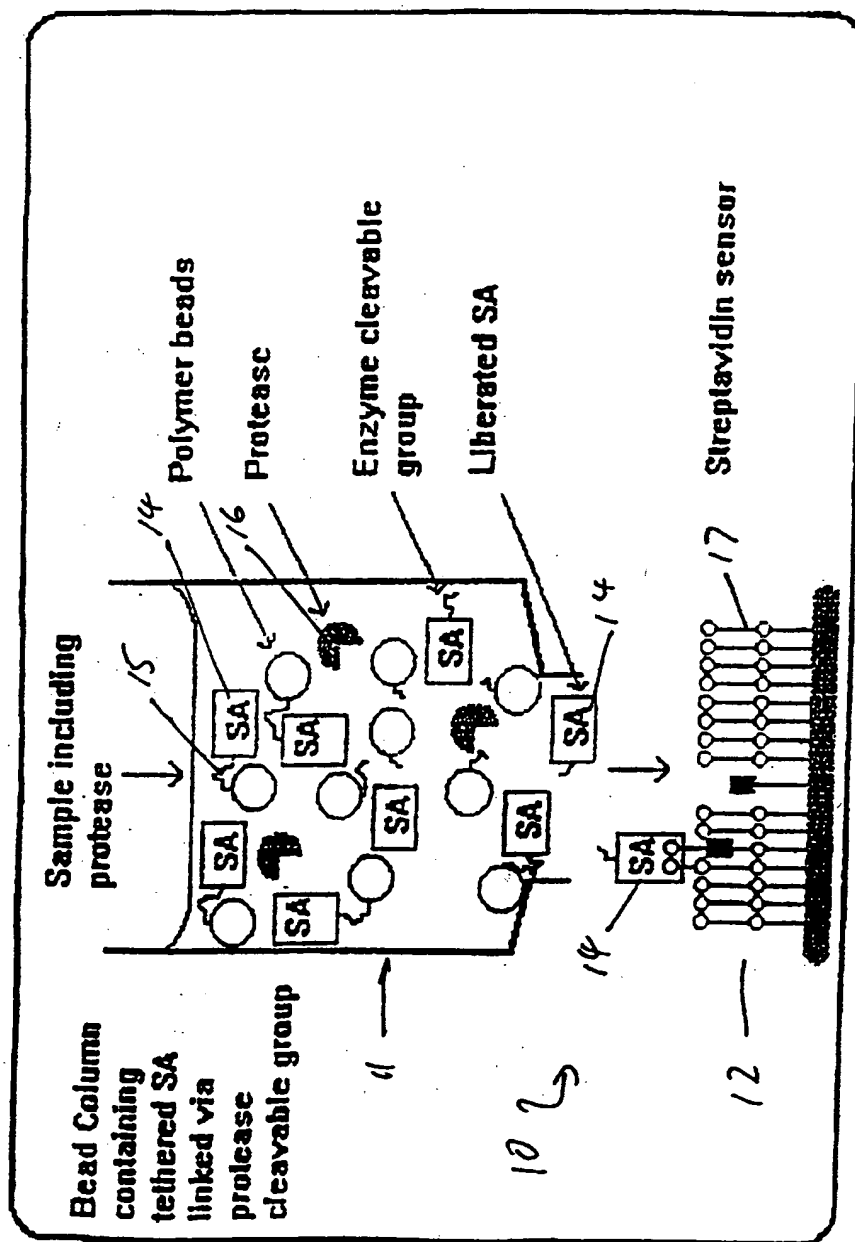 Bead Column
containing
tethered SA
linked via
protease
cleavable group
Sample including
protease
15
14
16
Polymer beads
Protease
Enzyme cleavable
group
Liberated SA
SA
SA
SA
SA
SA
SA
SA
SA
SA
11
10
14
14
12
17
Streptavidin sensor